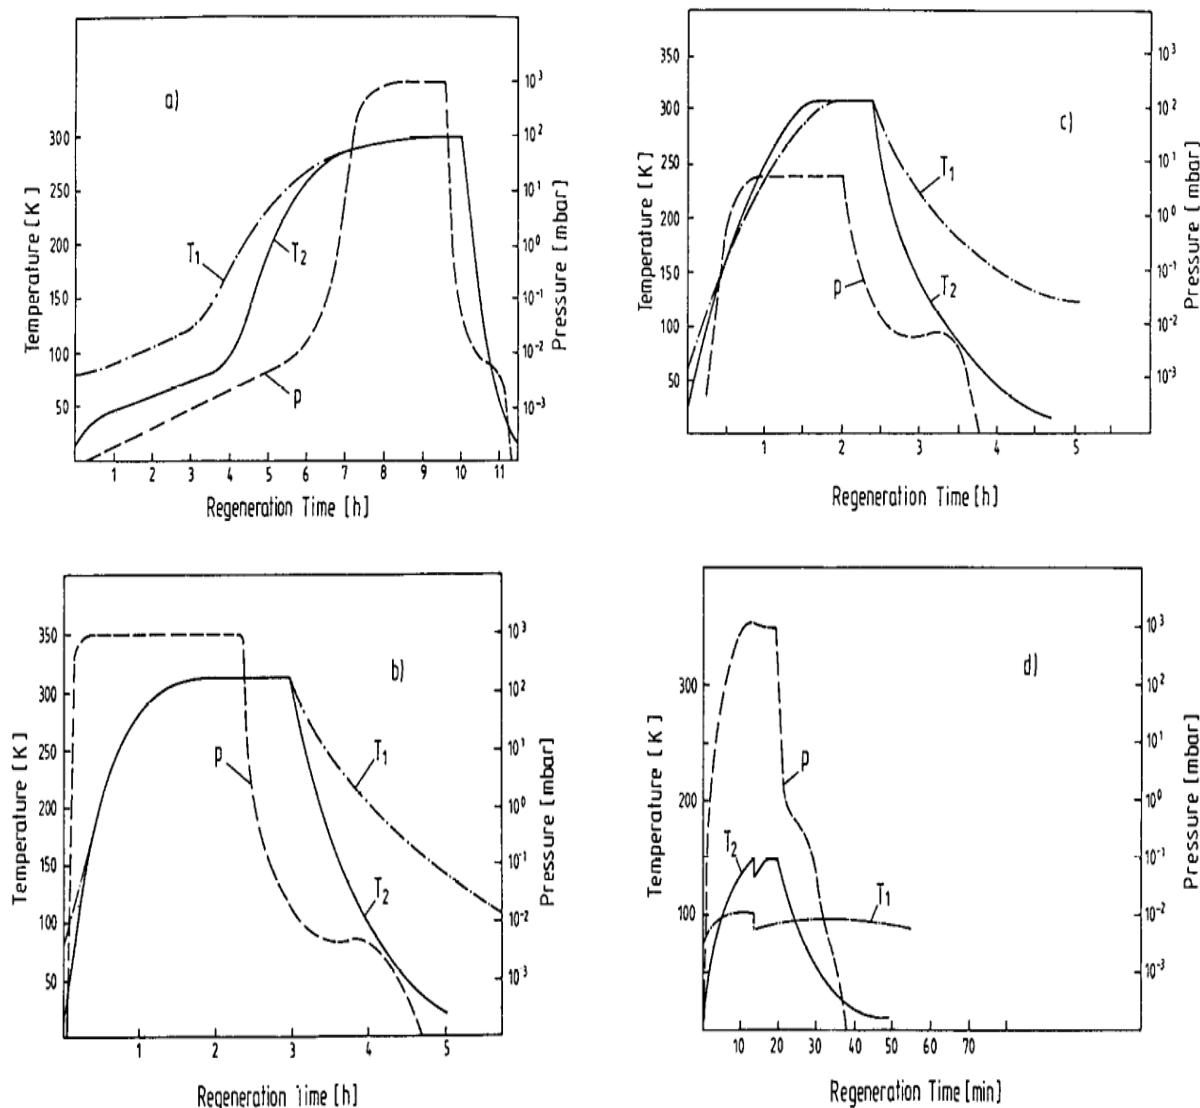 a)
Temperature [K]
300
250
200
150
100
50
T₁
T₂
p
10³
10²
10¹
10⁰
10⁻¹
10⁻²
10⁻³
Pressure [mbar]
1 2 3 4 5 6 7 8 9 10 11
Regeneration Time [h]
c)
Temperature [K]
350
300
250
200
150
100
50
T₁
T₂
p
10³
10²
10¹
10⁰
10⁻¹
10⁻²
10⁻³
Pressure [mbar]
1 2 3 4 5
Regeneration Time [h]
b)
Temperature [K]
350
300
250
200
150
100
50
p
T₁
T₂
10³
10²
10¹
10⁰
10⁻¹
10⁻²
10³
Pressure [mbar]
1 2 3 4 5
Regeneration Time [h]
d)
Temperature [K]
300
200
100
p
T₂
T₁
10³
10²
10¹
10⁰
10⁻¹
10⁻²
10⁻³
Pressure [mbar]
10 20 30 40 50 60 70
Regeneration Time [min]